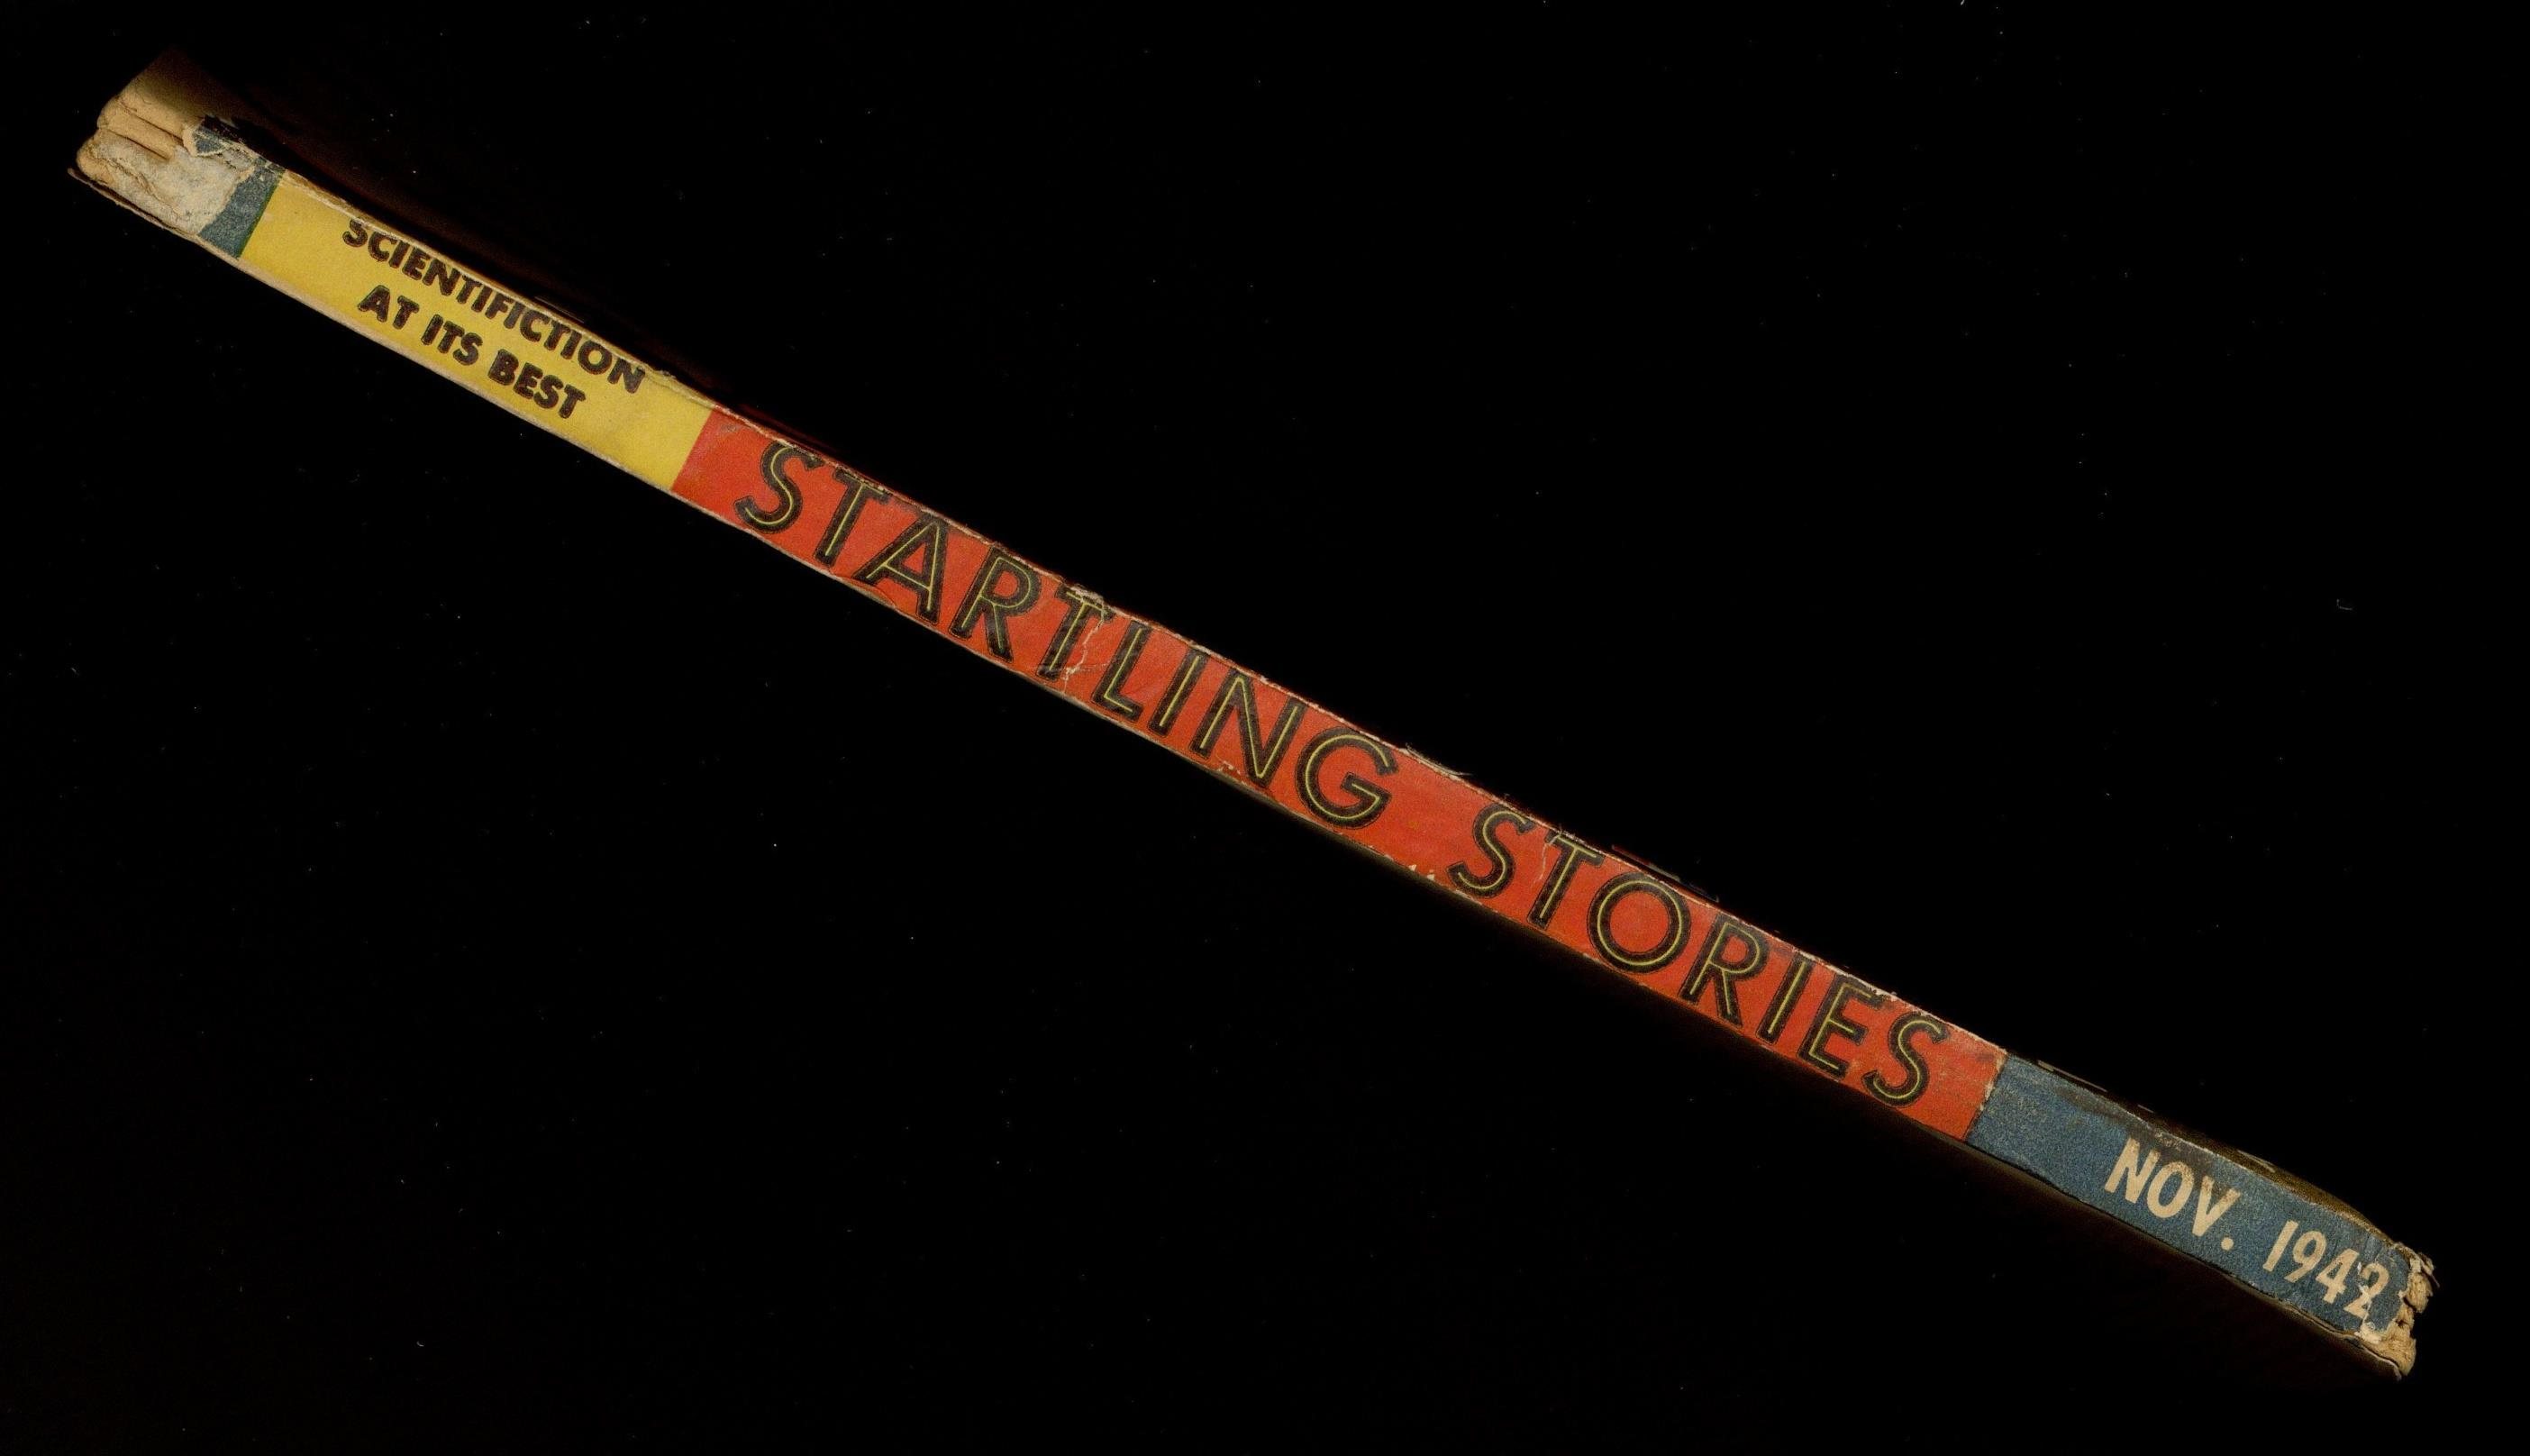 SCIENTIFICTION
AT ITS BEST
STARTLING STORIES
NOV. 1942